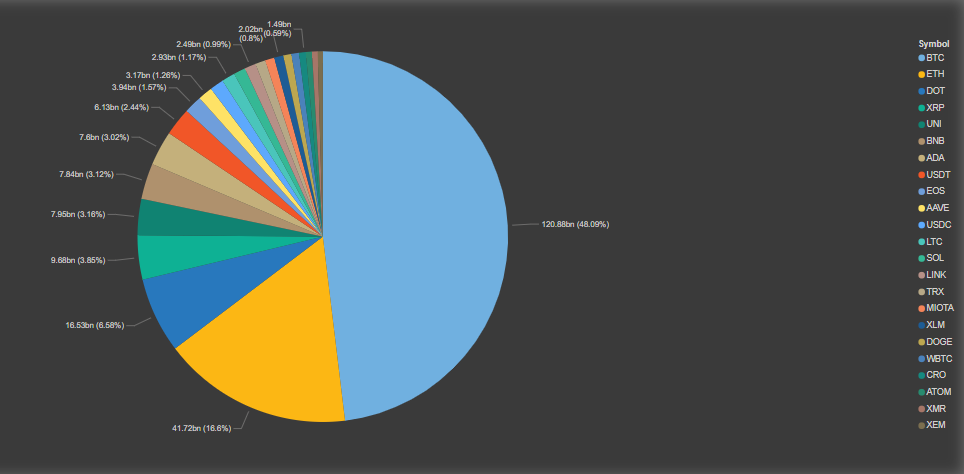 1.49bn
(0.59%)
2.02bn
(0.8%)
2.49bn (0.99%)
2.93bn (1.17%)
3.17bn (1.26%)
3.94bn (1.57%)
6.13bn (2.44%)
7.6bn (3.02%)
7.84bn (3.12%)
7.95bn (3.16%)
9.68bn (3.85%)
16.53bn (6.58%)
41.72bn (16.6%)
120.88bn (48.09%)
Symbol
BTC
ETH
DOT
XRP
UNI
BNB
ADA
USDT
EOS
AAVE
USDC
LTC
SOL
LINK
TRX
MIOTA
XLM
DOGE
WBTC
CRO
ATOM
XMR
XEM